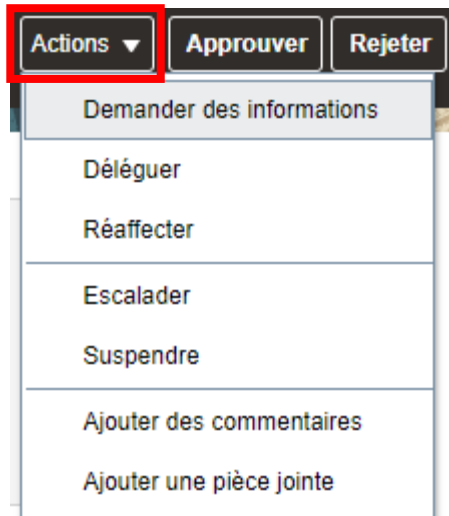 Actions ▼ Approuver Rejeter
Demander des informations
Déléguer
Réaffecter
Escalader
Suspendre
Ajouter des commentaires
Ajouter une pièce jointe